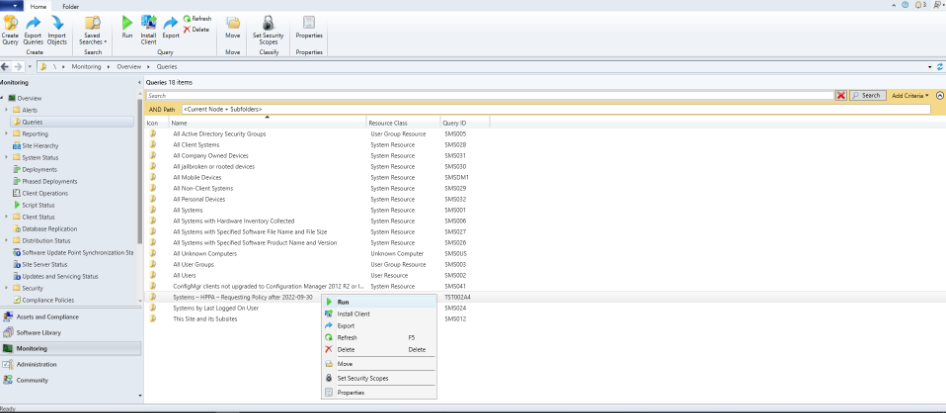 Home Folder
Create Query
Export Queries
Import Objects
Saved Searches
Run
Install Client
Export
Refresh
Delete
Move
Set Security Scopes
Properties
Create Search Query Move Classify Properties
\ Monitoring Overview Queries
Monitoring
Overview
Alerts
Queries
Reporting
Site Hierarchy
System Status
Deployments
Phased Deployments
Client Operations
Script Status
Client Status
Database Replication
Distribution Status
Software Update Point Synchronization Sta
Site Server Status
Updates and Servicing Status
Security
Compliance Policies
Assets and Compliance
Software Library
Monitoring
Administration
Community
Ready
Queries 18 items
Search Search Add Criteria
AND Path <Current Node + Subfolders>
Icon Name Resource Class Query ID
All Active Directory Security Groups User Group Resource SMS005
All Client Systems System Resource SMS028
All Company Owned Devices System Resource SMS031
All jailbroken or rooted devices System Resource SMS030
All Mobile Devices System Resource SMSDM1
All Non-Client Systems System Resource SMS029
All Personal Devices System Resource SMS032
All Systems System Resource SMS001
All Systems with Hardware Inventory Collected System Resource SMS006
All Systems with Specified Software File Name and File Size System Resource SMS027
All Systems with Specified Software Product Name and Version System Resource SMS026
All Unknown Computers Unknown Computer SMS0US
All User Groups User Group Resource SMS003
All Users User Resource SMS002
ConfigMgr clients not upgraded to Configuration Manager 2012 R2 or l... System Resource SMS041
Systems – HPPA – Requesting Policy after 2022-09-30 TST002A4
Systems by Last Logged On User SMS024
This Site and its Subsites SMS012
Run
Install Client
Export
Refresh F5
Delete Delete
Move
Set Security Scopes
Properties